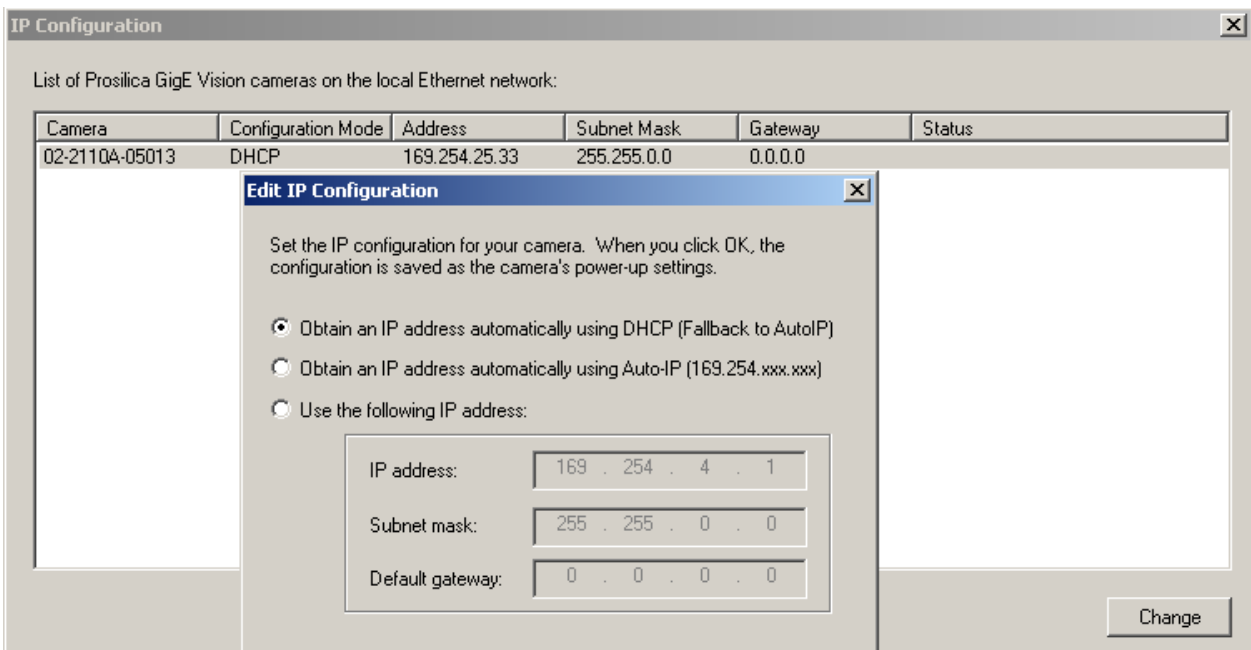 IP Configuration
List of Prosilica GigE Vision cameras on the local Ethernet network:
Camera Configuration Mode Address Subnet Mask Gateway Status
02-2110A-05013 DHCP 169.254.25.33 255.255.0.0 0.0.0.0
Edit IP Configuration
Set the IP configuration for your camera. When you click OK, the
configuration is saved as the camera's power-up settings.
Obtain an IP address automatically using DHCP (Fallback to AutoIP)
Obtain an IP address automatically using Auto-IP (169.254.xxx.xxx)
Use the following IP address:
IP address: 169 . 254 . 4 . 1
Subnet mask: 255 . 255 . 0 . 0
Default gateway: 0 . 0 . 0 . 0
Change